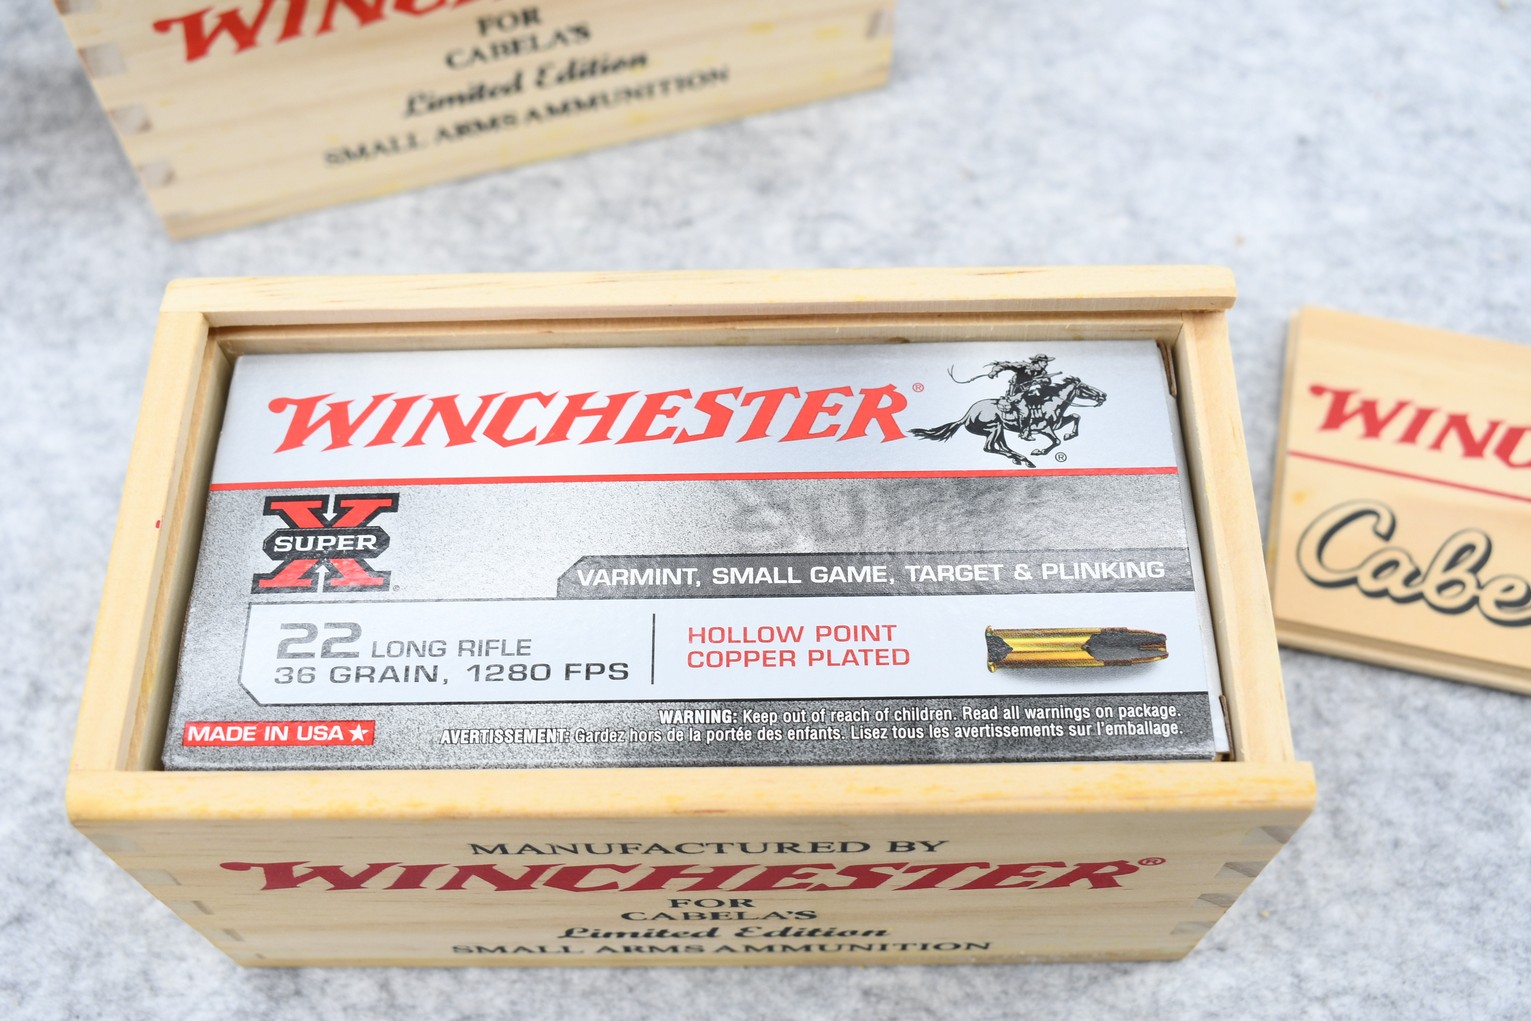 WINCHESTER
FOR
CABELA'S
Limited Edition
SMALL ARMS AMMUNITION
WINCHESTER®
®
X
SUPER
VARMINT, SMALL GAME, TARGET & PLINKING
22 LONG RIFLE
36 GRAIN, 1280 FPS
HOLLOW POINT
COPPER PLATED
MADE IN USA
WARNING: Keep out of reach of children. Read all warnings on package.
AVERTISSEMENT: Gardez hors de la portée des enfants. Lisez tous les avertissements sur l'emballage.
MANUFACTURED BY
WINCHESTER®
FOR
CABELA'S
Limited Edition
SMALL ARMS AMMUNITION
WINC
Cabe